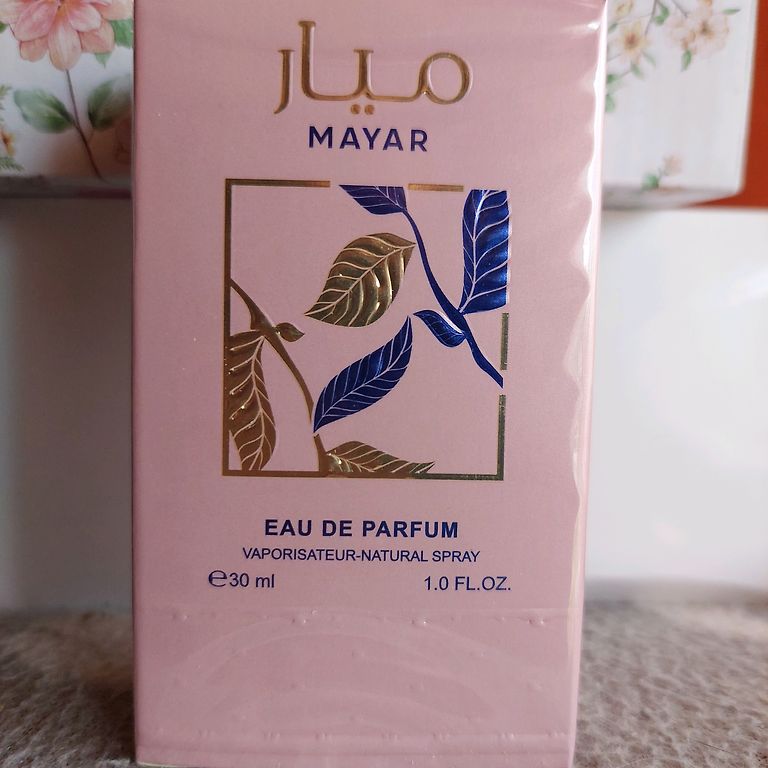 ميار
MAYAR
EAU DE PARFUM
VAPORISATEUR-NATURAL SPRAY
℮30 ml 1.0 FL.OZ.